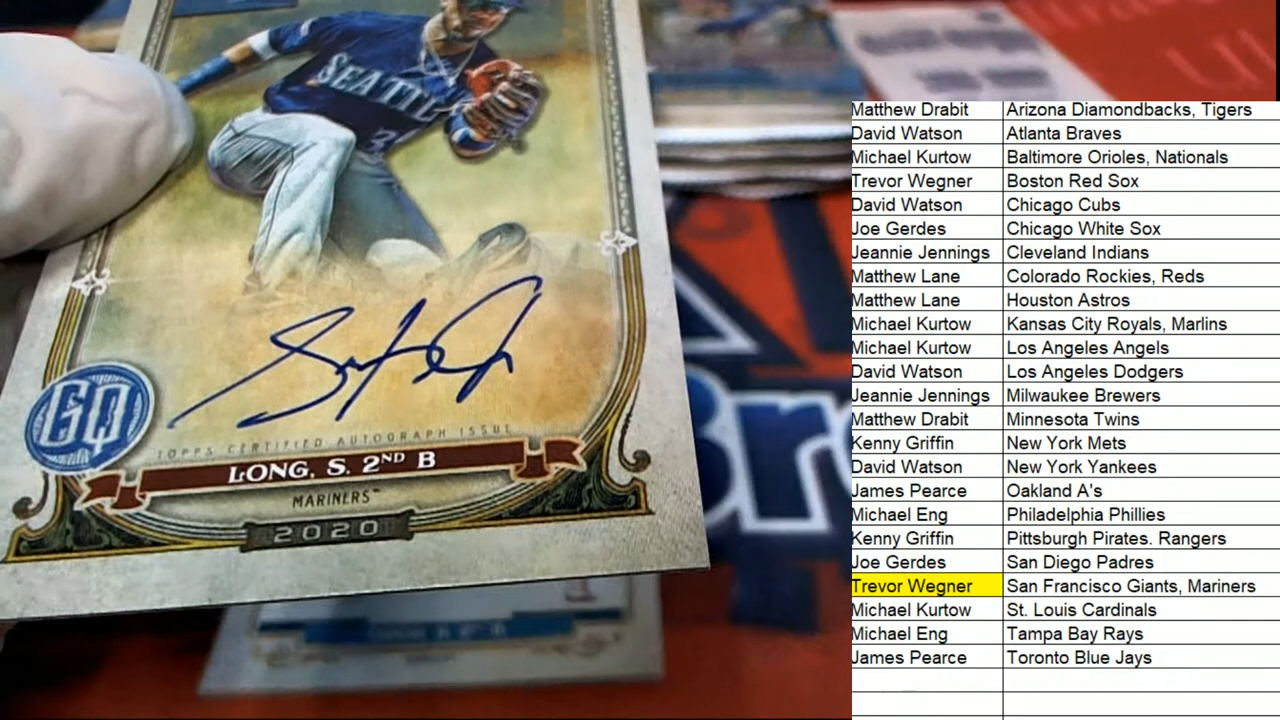 SEATTL
GQ
TOPPS CERTIFIED AUTOGRAPH ISSUE
LONG, S. 2ND B
MARINERS™
2020
Br
Matthew Drabit Arizona Diamondbacks, Tigers
David Watson Atlanta Braves
Michael Kurtow Baltimore Orioles, Nationals
Trevor Wegner Boston Red Sox
David Watson Chicago Cubs
Joe Gerdes Chicago White Sox
Jeannie Jennings Cleveland Indians
Matthew Lane Colorado Rockies, Reds
Matthew Lane Houston Astros
Michael Kurtow Kansas City Royals, Marlins
Michael Kurtow Los Angeles Angels
David Watson Los Angeles Dodgers
Jeannie Jennings Milwaukee Brewers
Matthew Drabit Minnesota Twins
Kenny Griffin New York Mets
David Watson New York Yankees
James Pearce Oakland A's
Michael Eng Philadelphia Phillies
Kenny Griffin Pittsburgh Pirates. Rangers
Joe Gerdes San Diego Padres
Trevor Wegner San Francisco Giants, Mariners
Michael Kurtow St. Louis Cardinals
Michael Eng Tampa Bay Rays
James Pearce Toronto Blue Jays